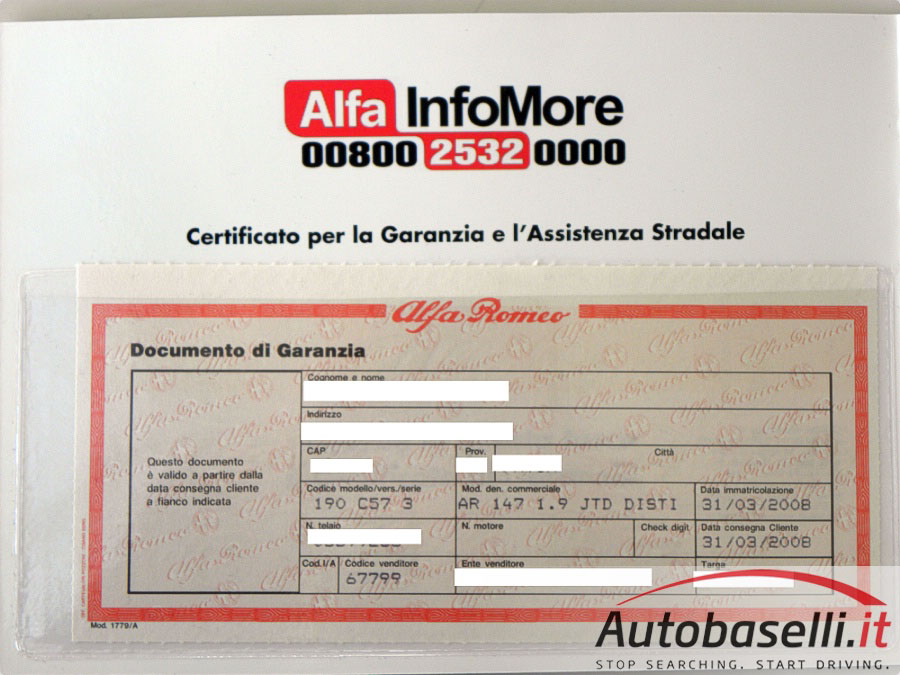 Alfa InfoMore
00800 2532 0000
Certificato per la Garanzia e l'Assistenza Stradale
Alfa Romeo
Documento di Garanzia
Cognome e nome
Indirizzo
CAP Prov. Città
Questo documento
è valido a partire dalla
data consegna cliente
a fianco indicata
Codice modello/vers./serie Mod. den. commerciale Data immatricolazione
190 C57 3 AR 147 1.9 JTD DISTI 31/03/2008
N. telaio N. motore Check digit Data consegna Cliente
31/03/2008
Cod.I/A Codice venditore Ente venditore Targa
67799
Mod. 1779/A
Autobaselli.it
STOP SEARCHING. START DRIVING.